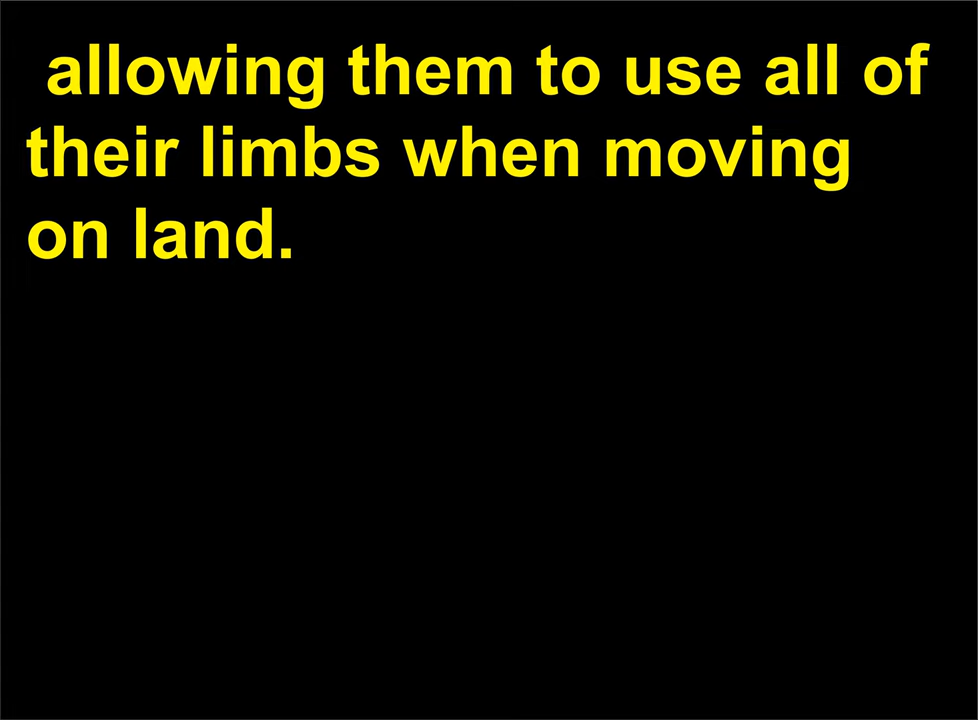 allowing them to use all of
their limbs when moving
on land.